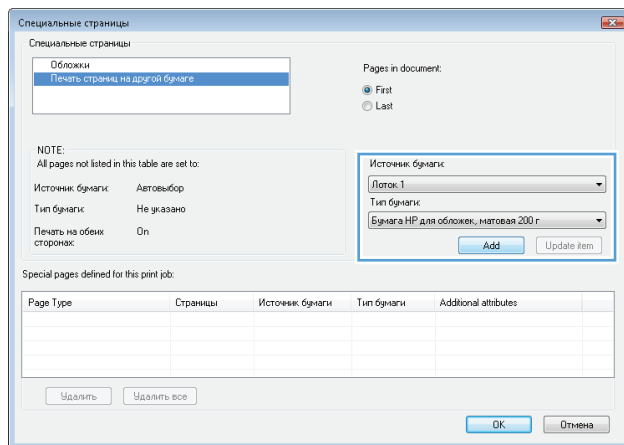 Специальные страницы
Специальные страницы
Обложки
Печать страниц на другой бумаге
Pages in document:
First
Last
NOTE:
All pages not listed in this table are set to:
Источник бумаги: Автовыбор
Тип бумаги: Не указано
Печать на обеих сторонах: On
Источник бумаги:
Лоток 1
Тип бумаги:
Бумага HP для обложек, матовая 200 г
Add Update item
Special pages defined for this print job:
Page Type Страницы Источник бумаги Тип бумаги Additional attributes
Удалить Удалить все
OK Отмена